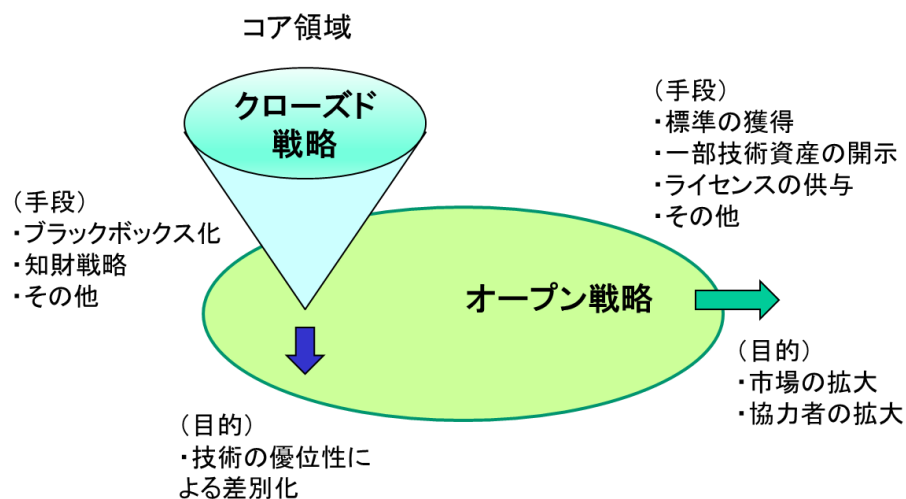 コア領域
クローズド
戦略
(手段)
・ブラックボックス化
・知財戦略
・その他
(目的)
・技術の優位性に
よる差別化
オープン戦略
(手段)
・標準の獲得
・一部技術資産の開示
・ライセンスの供与
・その他
(目的)
・市場の拡大
・協力者の拡大